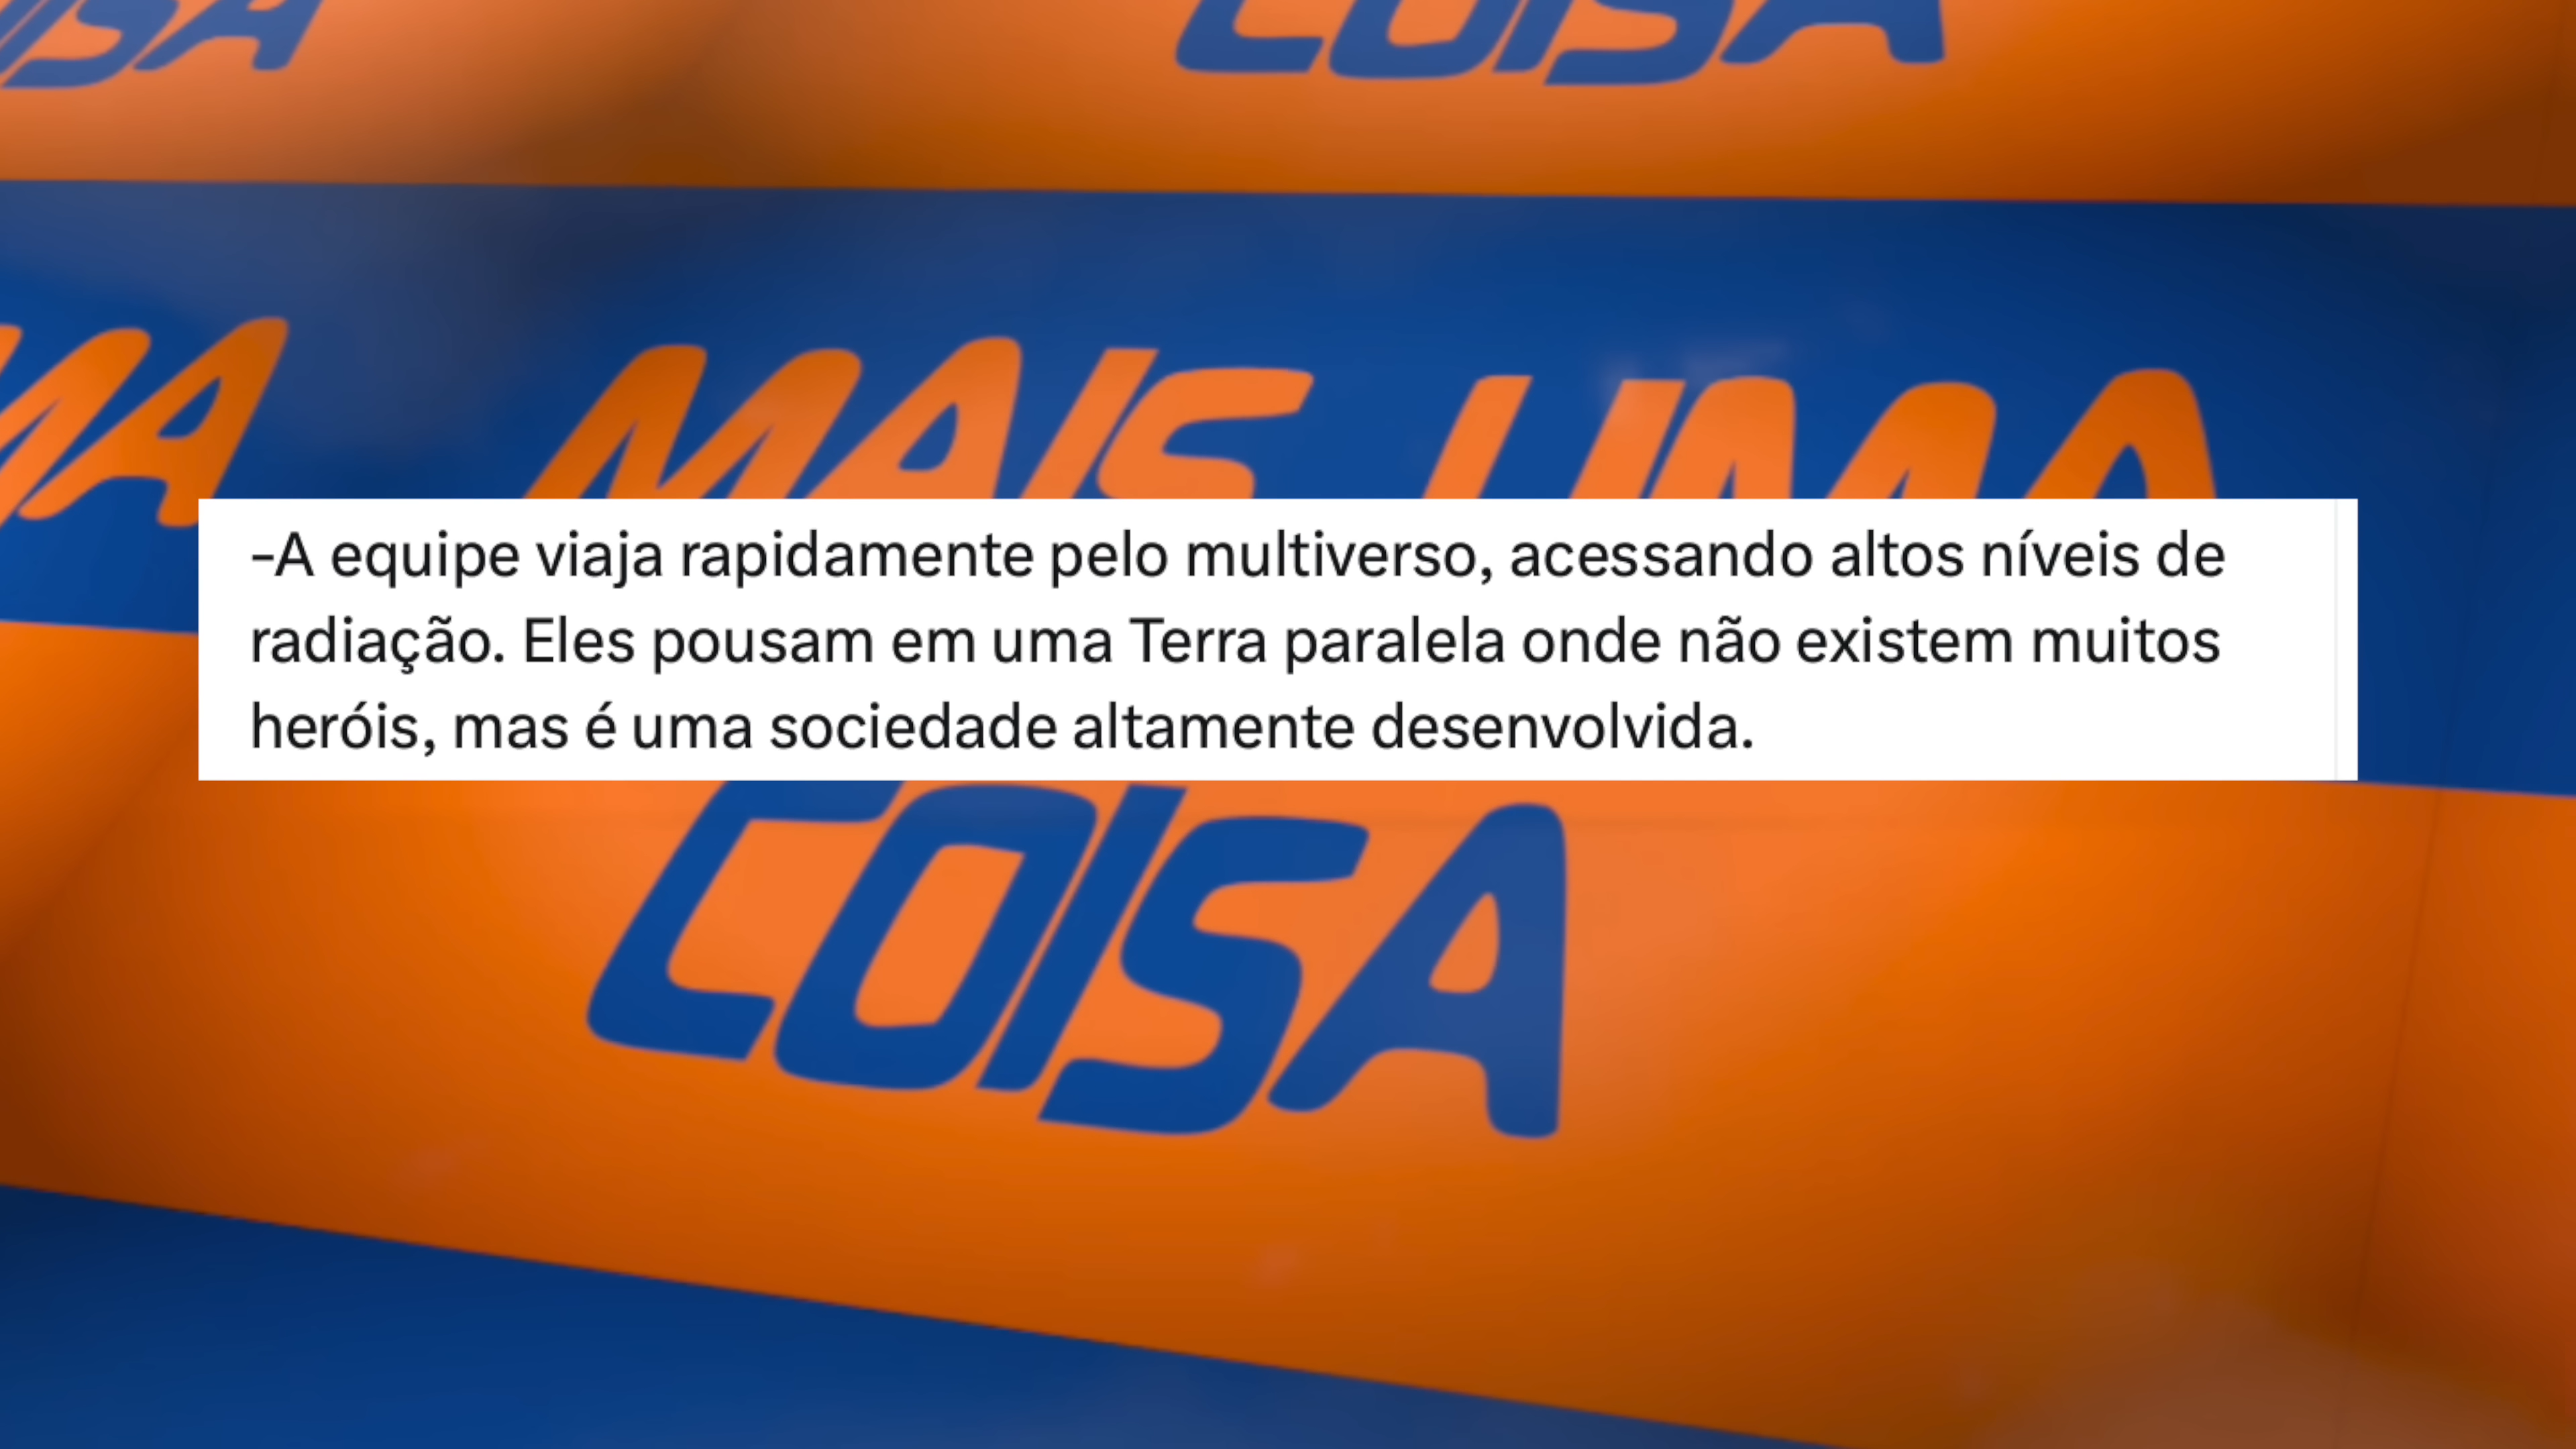 COISA
MAIS UMA
-A equipe viaja rapidamente pelo multiverso, acessando altos níveis de
radiação. Eles pousam em uma Terra paralela onde não existem muitos
heróis, mas é uma sociedade altamente desenvolvida.
COISA